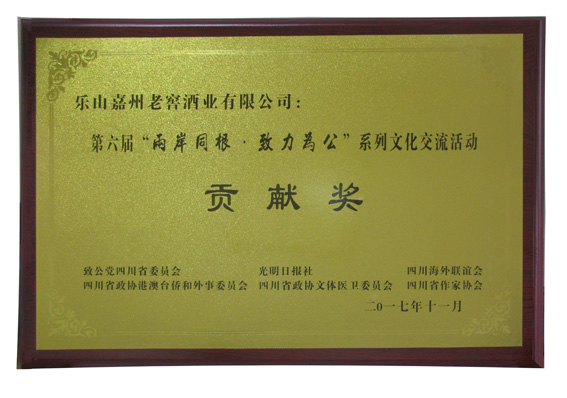 乐山嘉州老窖酒业有限公司：
第六届“兩岸同根·致力為公”系列文化交流活动
贡献奖
致公党四川省委员会 光明日报社 四川海外联谊会
四川省政协港澳台侨和外事委员会 四川省政协文体医卫委员会 四川省作家协会
二0一七年十一月